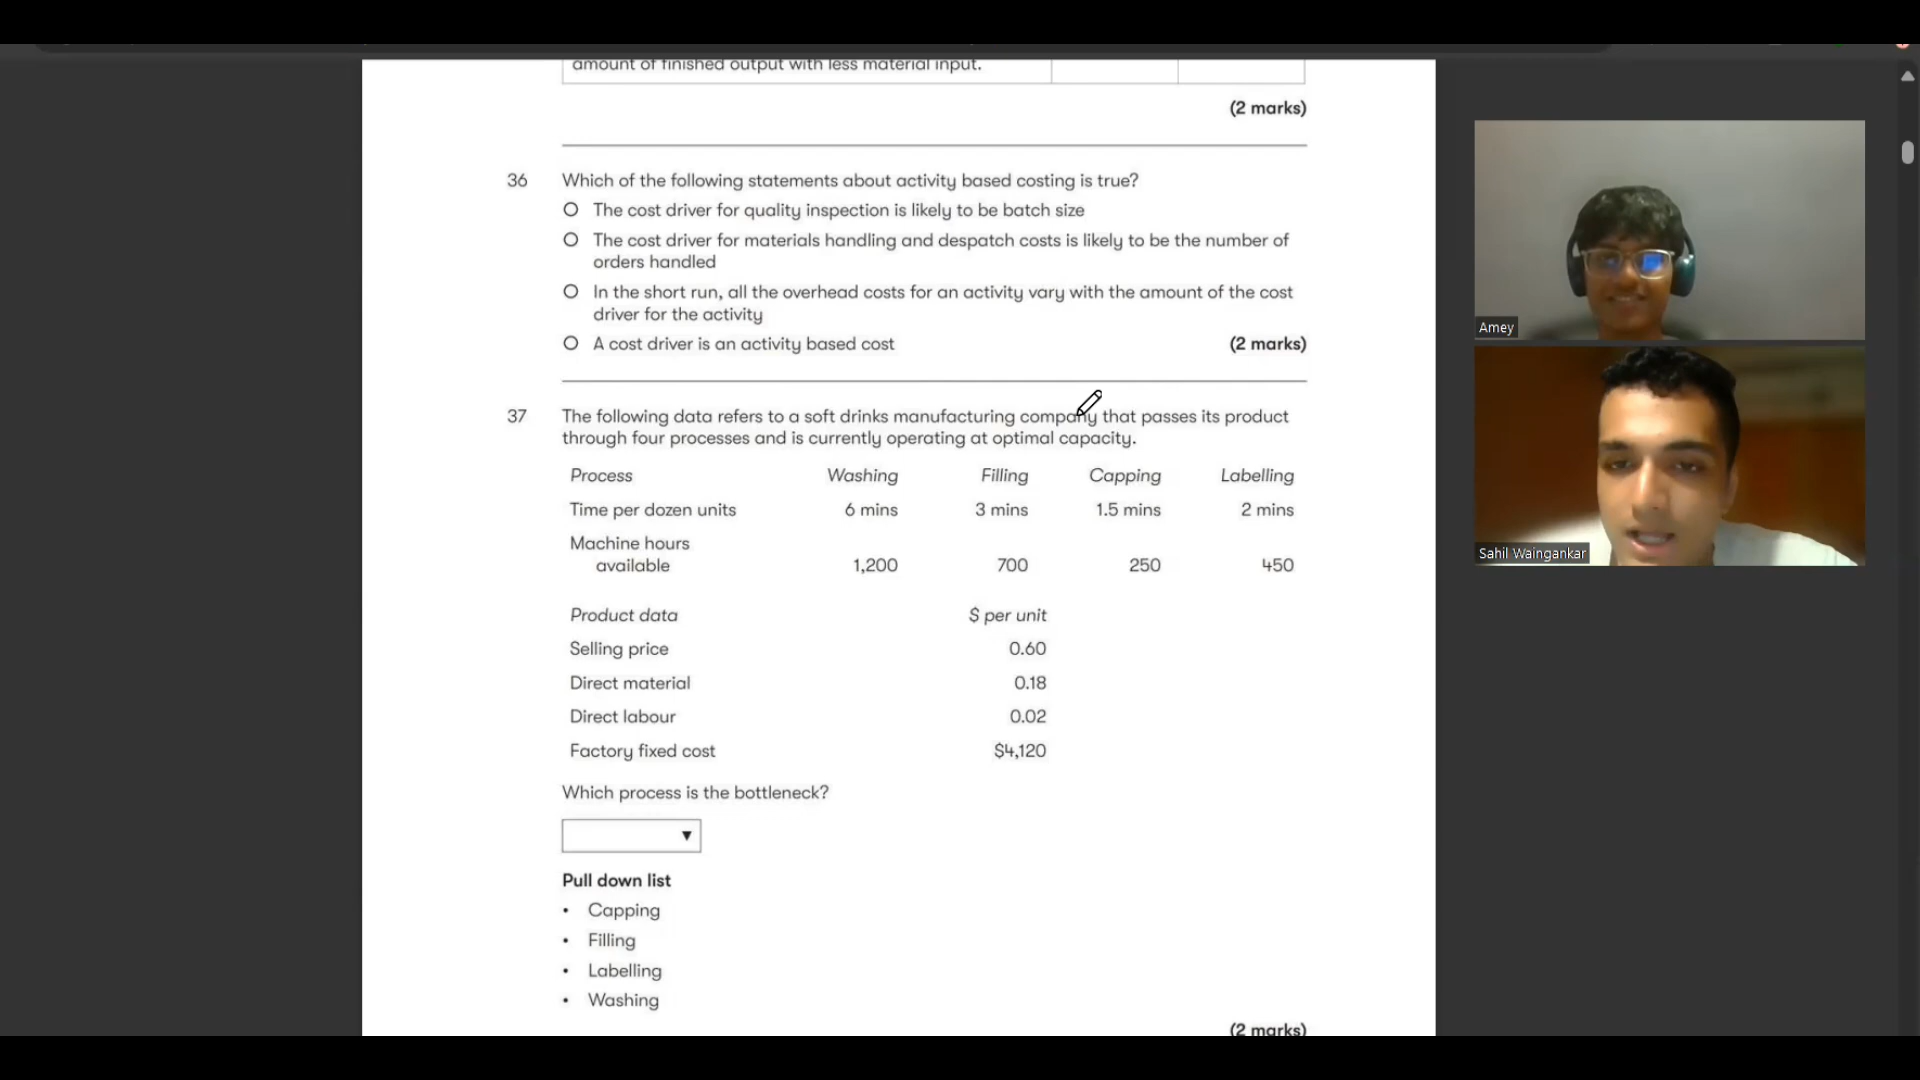 amount of finished output with less material input.
(2 marks)
36 Which of the following statements about activity based costing is true?
The cost driver for quality inspection is likely to be batch size
The cost driver for materials handling and despatch costs is likely to be the number of
orders handled
In the short run, all the overhead costs for an activity vary with the amount of the cost
driver for the activity
A cost driver is an activity based cost (2 marks)
37 The following data refers to a soft drinks manufacturing company that passes its product
through four processes and is currently operating at optimal capacity.
Process Washing Filling Capping Labelling
Time per dozen units 6 mins 3 mins 1.5 mins 2 mins
Machine hours
available 1,200 700 250 450
Product data $ per unit
Selling price 0.60
Direct material 0.18
Direct labour 0.02
Factory fixed cost $4,120
Which process is the bottleneck?
Pull down list
• Capping
• Filling
• Labelling
• Washing
(2 marks)
Amey
Sahil Waingankar